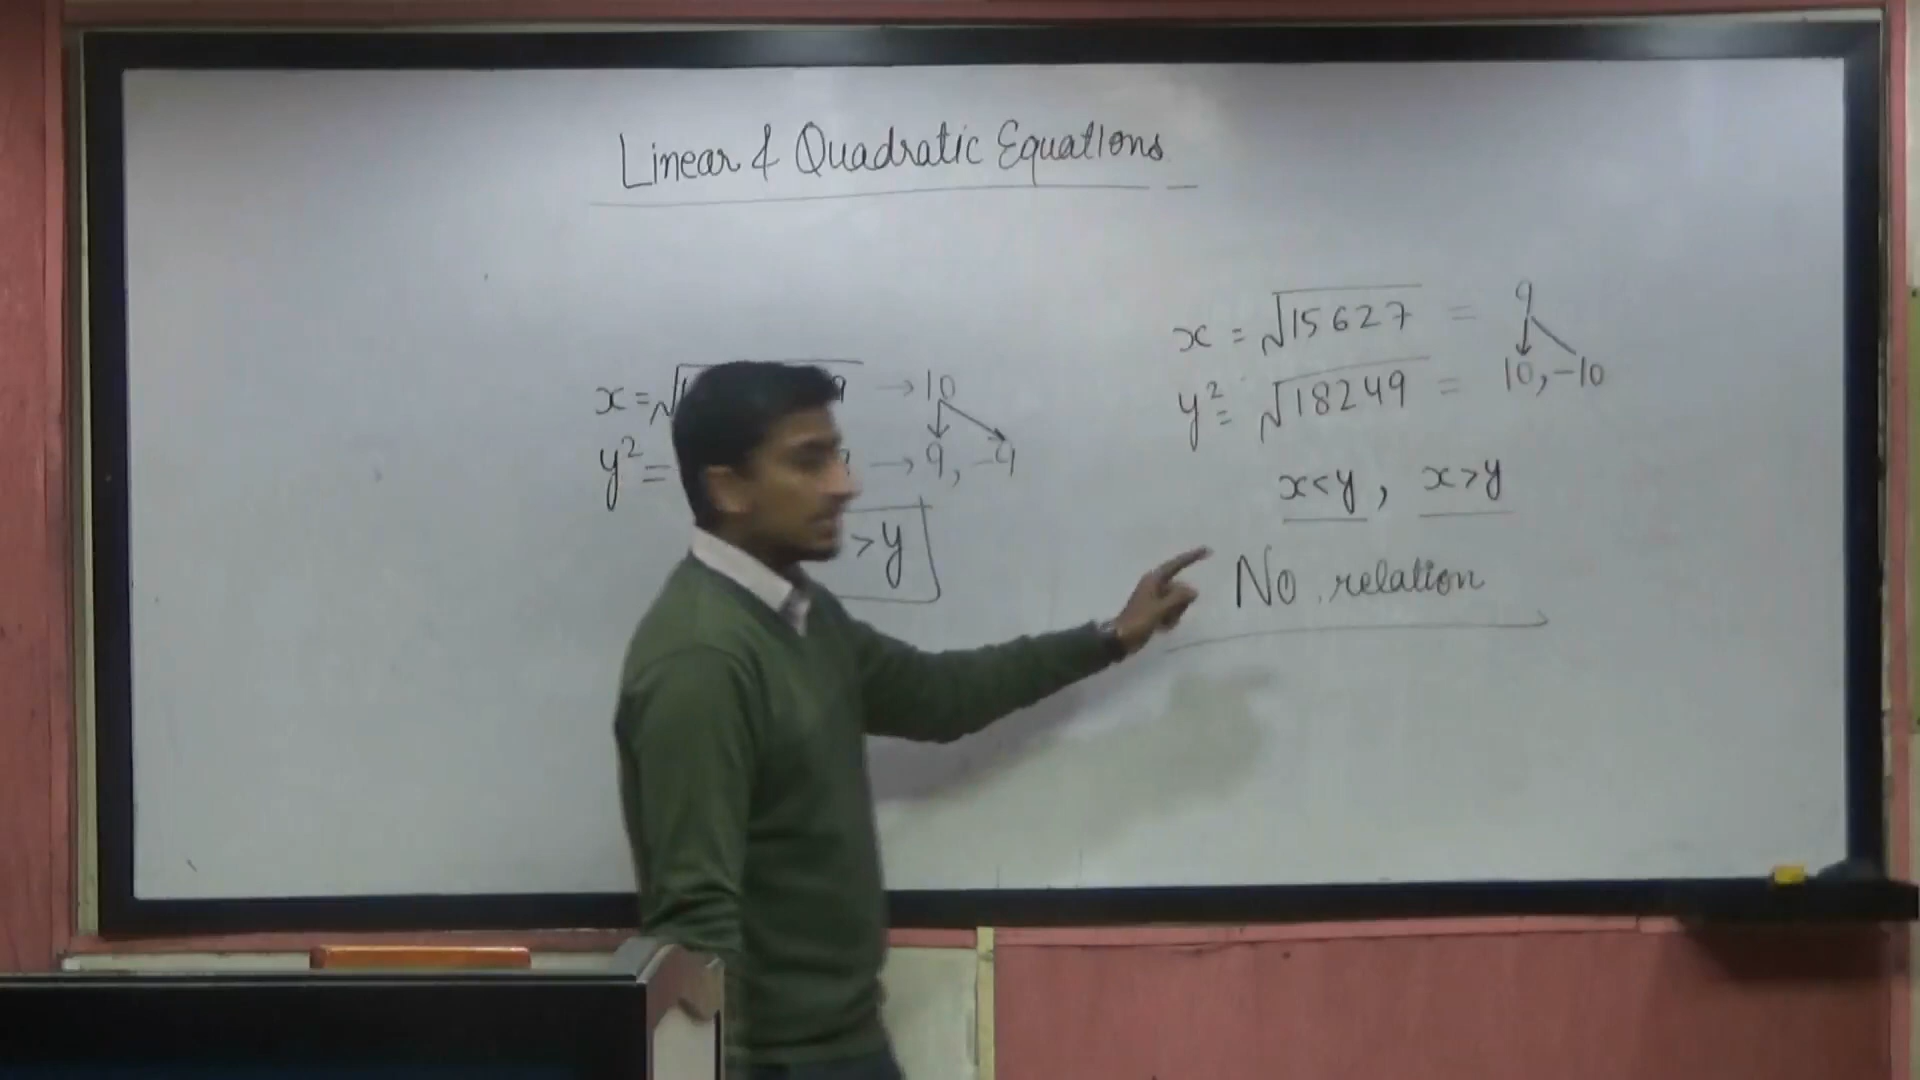 Linear & Quadratic Equations
x = √ → 10
y² = → 9, -9
> y
x = √15627 = 9
y² = √18249 = 10, -10
x < y, x > y
No relation